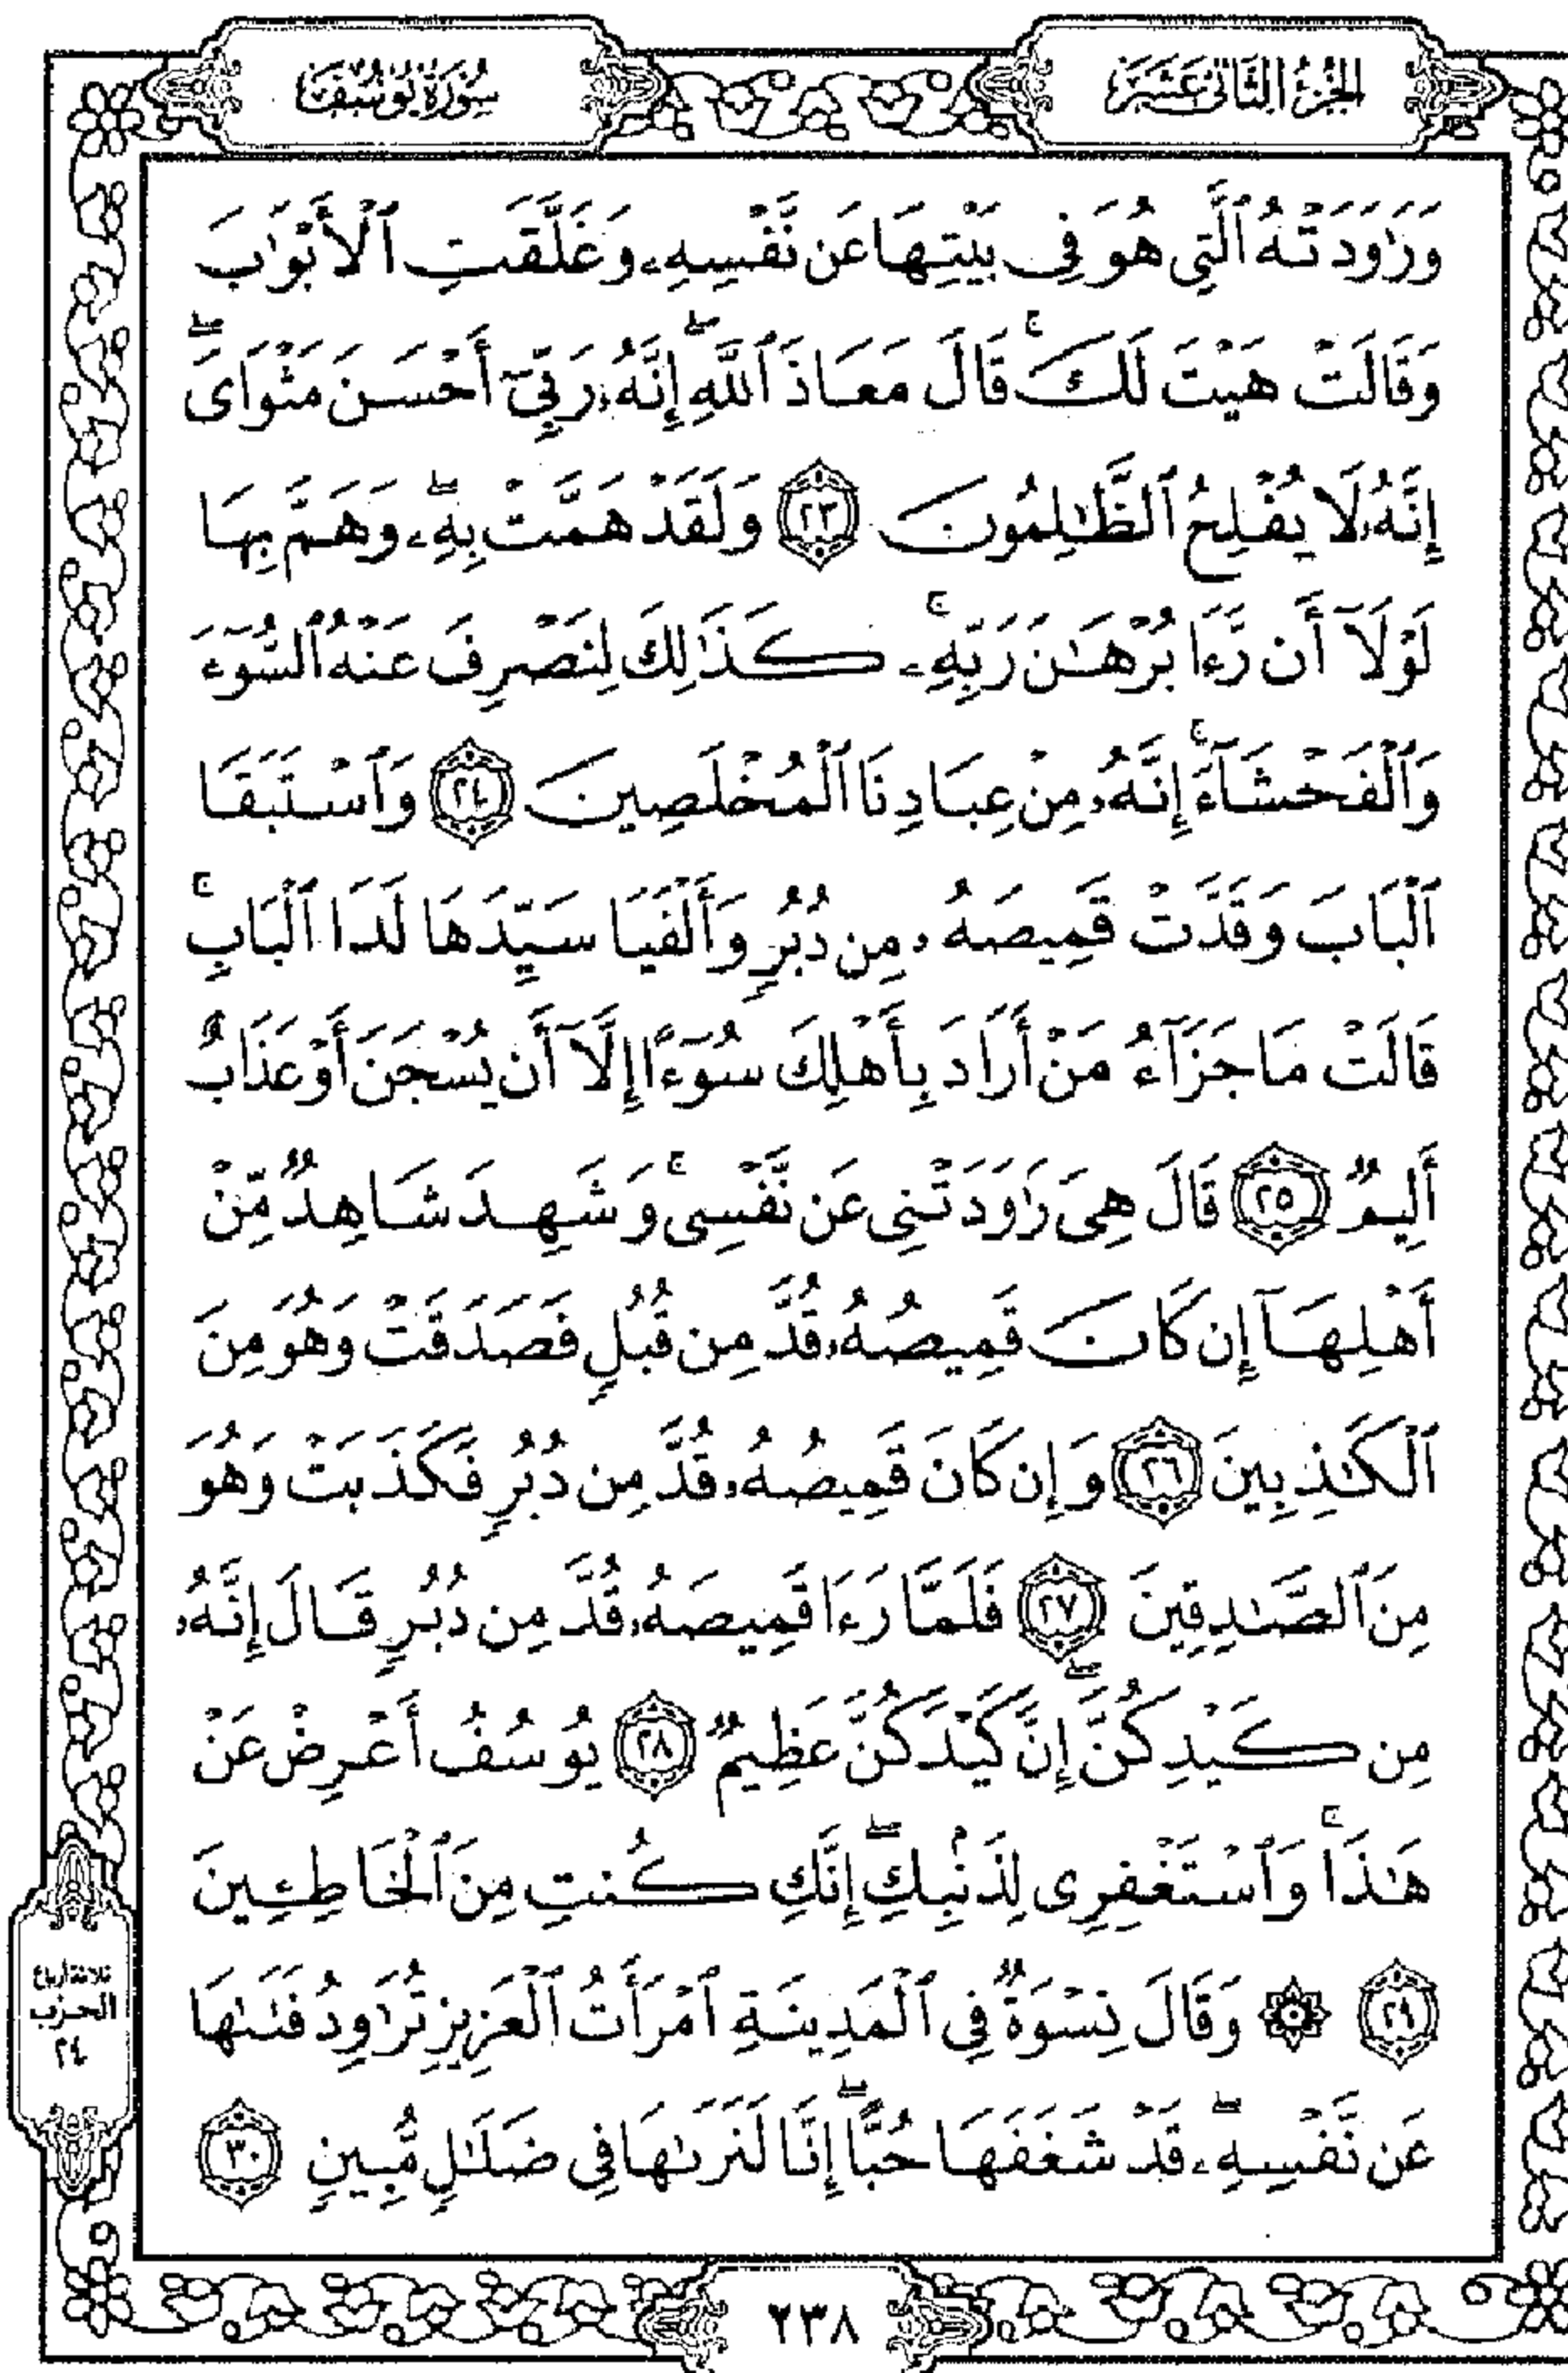 الجزء الثاني عشر
سورة يوسف
وَرَٰوَدَتْهُ ٱلَّتِى هُوَ فِى بَيْتِهَا عَن نَّفْسِهِۦ وَغَلَّقَتِ ٱلْأَبْوَٰبَ
وَقَالَتْ هَيْتَ لَكَ ۚ قَالَ مَعَاذَ ٱللَّهِ ۖ إِنَّهُۥ رَبِّىٓ أَحْسَنَ مَثْوَاىَ ۖ
إِنَّهُۥ لَا يُفْلِحُ ٱلظَّٰلِمُونَ ٢٣ وَلَقَدْ هَمَّتْ بِهِۦ ۖ وَهَمَّ بِهَا
لَوْلَآ أَن رَّءَا بُرْهَٰنَ رَبِّهِۦ ۚ كَذَٰلِكَ لِنَصْرِفَ عَنْهُ ٱلسُّوٓءَ
وَٱلْفَحْشَآءَ ۚ إِنَّهُۥ مِنْ عِبَادِنَا ٱلْمُخْلَصِينَ ٢٤ وَٱسْتَبَقَا
ٱلْبَابَ وَقَدَّتْ قَمِيصَهُۥ مِن دُبُرٍ وَأَلْفَيَا سَيِّدَهَا لَدَا ٱلْبَابِ ۚ
قَالَتْ مَا جَزَآءُ مَنْ أَرَادَ بِأَهْلِكَ سُوٓءًا إِلَّآ أَن يُسْجَنَ أَوْ عَذَابٌ
أَلِيمٌ ٢٥ قَالَ هِىَ رَٰوَدَتْنِى عَن نَّفْسِى ۚ وَشَهِدَ شَاهِدٌ مِّنْ
أَهْلِهَآ إِن كَانَ قَمِيصُهُۥ قُدَّ مِن قُبُلٍ فَصَدَقَتْ وَهُوَ مِنَ
ٱلْكَٰذِبِينَ ٢٦ وَإِن كَانَ قَمِيصُهُۥ قُدَّ مِن دُبُرٍ فَكَذَبَتْ وَهُوَ
مِنَ ٱلصَّٰدِقِينَ ٢٧ فَلَمَّا رَءَا قَمِيصَهُۥ قُدَّ مِن دُبُرٍ قَالَ إِنَّهُۥ
مِن كَيْدِكُنَّ ۖ إِنَّ كَيْدَكُنَّ عَظِيمٌ ٢٨ يُوسُفُ أَعْرِضْ عَنْ
هَٰذَا ۚ وَٱسْتَغْفِرِى لِذَنۢبِكِ ۖ إِنَّكِ كُنتِ مِنَ ٱلْخَاطِـِٔينَ
٢٩ ۞ وَقَالَ نِسْوَةٌ فِى ٱلْمَدِينَةِ ٱمْرَأَتُ ٱلْعَزِيزِ تُرَٰوِدُ فَتَىٰهَا
عَن نَّفْسِهِۦ ۖ قَدْ شَغَفَهَا حُبًّا ۖ إِنَّا لَنَرَىٰهَا فِى ضَلَٰلٍ مُّبِينٍ ٣٠
ثلاثة أرباع
الحزب
٢٤
٢٣٨